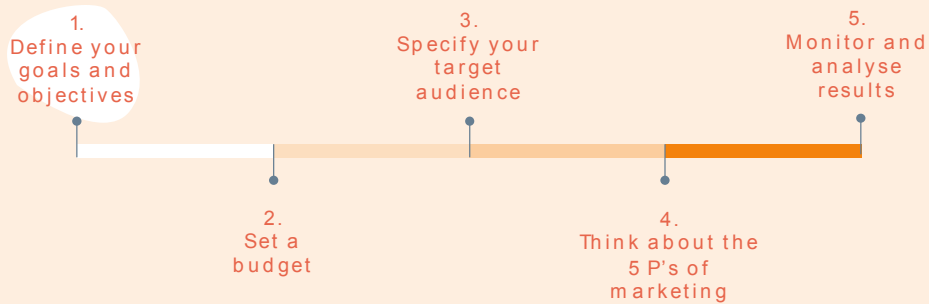 1.
Define your
goals and
objectives
2.
Set a
budget
3.
Specify your
target
audience
4.
Think about the
5 P's of
marketing
5.
Monitor and
analyse
results